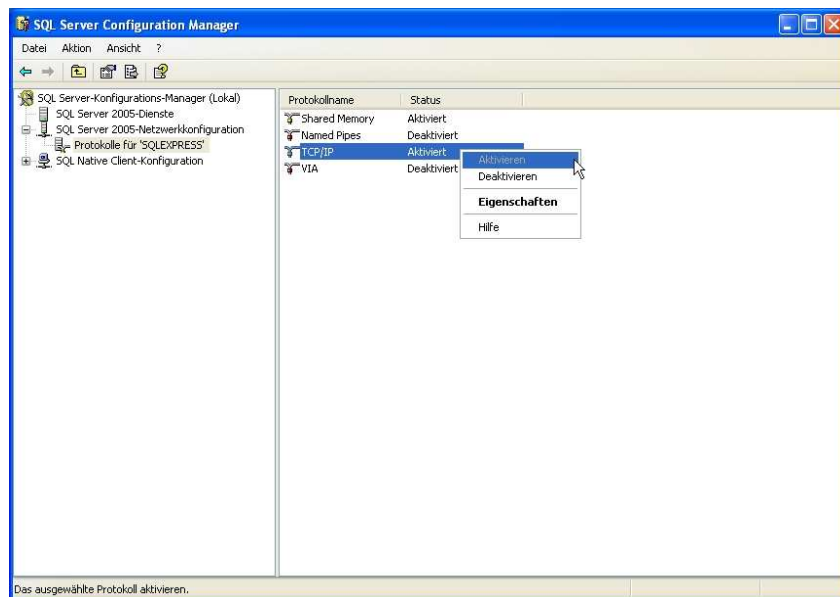 SQL Server Configuration Manager
Datei Aktion Ansicht ?
SQL Server-Konfigurations-Manager (Lokal)
SQL Server 2005-Dienste
SQL Server 2005-Netzwerkkonfiguration
Protokolle für 'SQLEXPRESS'
SQL Native Client-Konfiguration
Protokollname Status
Shared Memory Aktiviert
Named Pipes Deaktiviert
TCP/IP Aktiviert
VIA Deaktiviert
Aktivieren
Deaktivieren
Eigenschaften
Hilfe
Das ausgewählte Protokoll aktivieren.